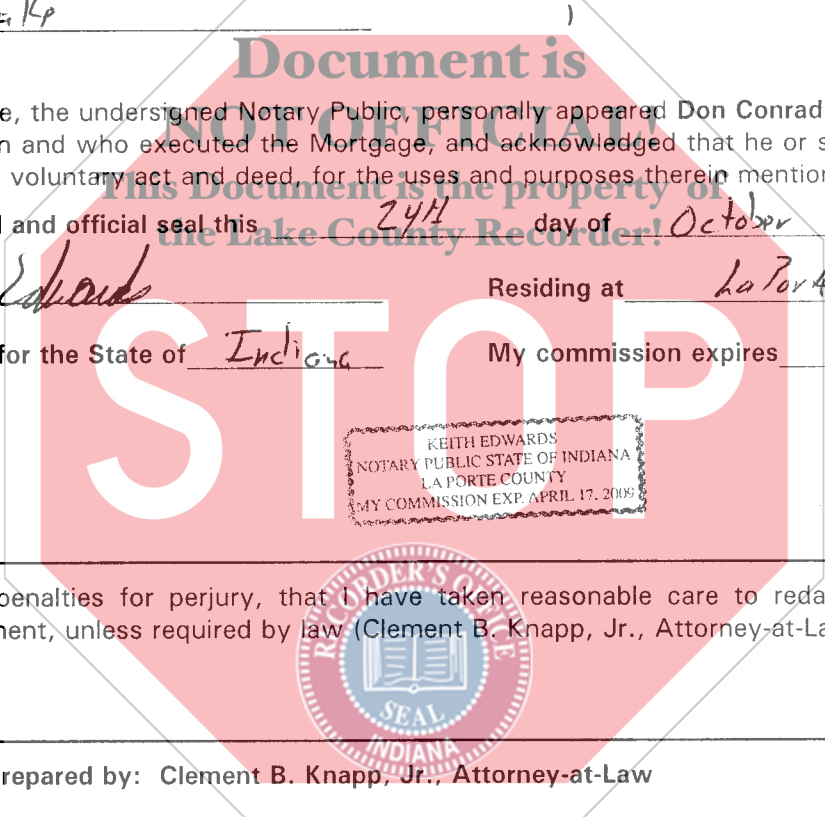 Document is
NOT OFFICIAL!
This Document is the property of
the Lake County Recorder!
e, the undersigned Notary Public, personally appeared Don Conrad
n and who executed the Mortgage, and acknowledged that he or s
voluntary act and deed, for the uses and purposes therein mention
l and official seal this 24th day of October
Edwards Residing at LaPort
for the State of Indiana My commission expires
STOP
KEITH EDWARDS
NOTARY PUBLIC STATE OF INDIANA
LA PORTE COUNTY
MY COMMISSION EXP. APRIL 17, 2009
penalties for perjury, that I have taken reasonable care to reda
ment, unless required by law (Clement B. Knapp, Jr., Attorney-at-La
RECORDER'S OFFICE
SEAL
INDIANA
repared by: Clement B. Knapp, Jr., Attorney-at-Law